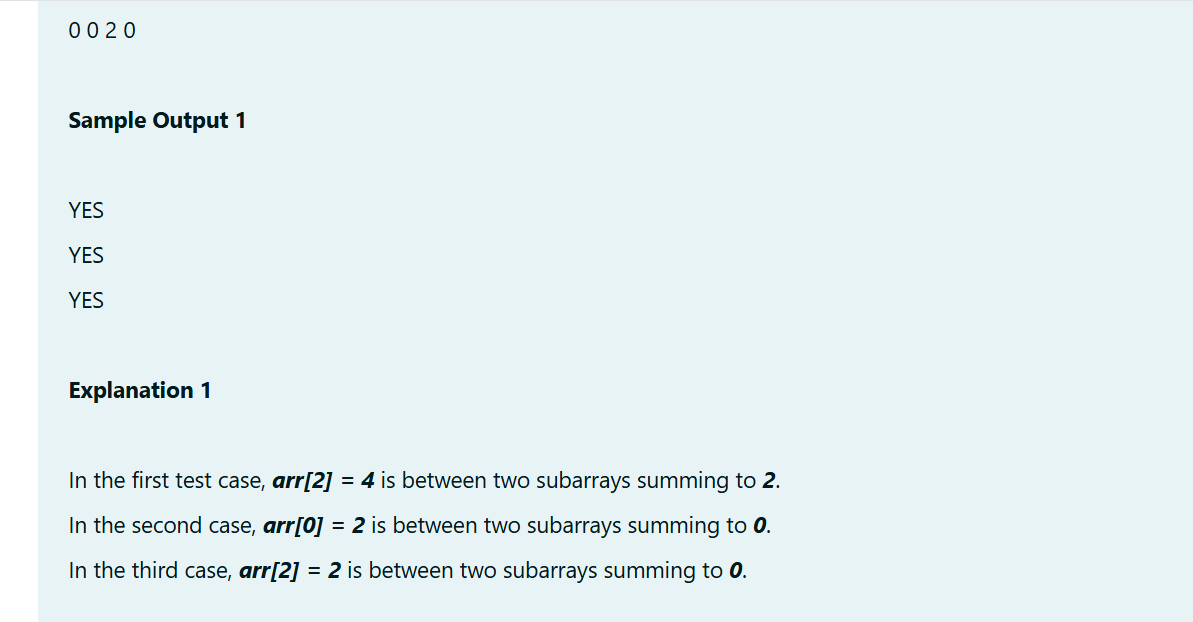 0 0 2 0
Sample Output 1
YES
YES
YES
Explanation 1
In the first test case, arr[2] = 4 is between two subarrays summing to 2.
In the second case, arr[0] = 2 is between two subarrays summing to 0.
In the third case, arr[2] = 2 is between two subarrays summing to 0.